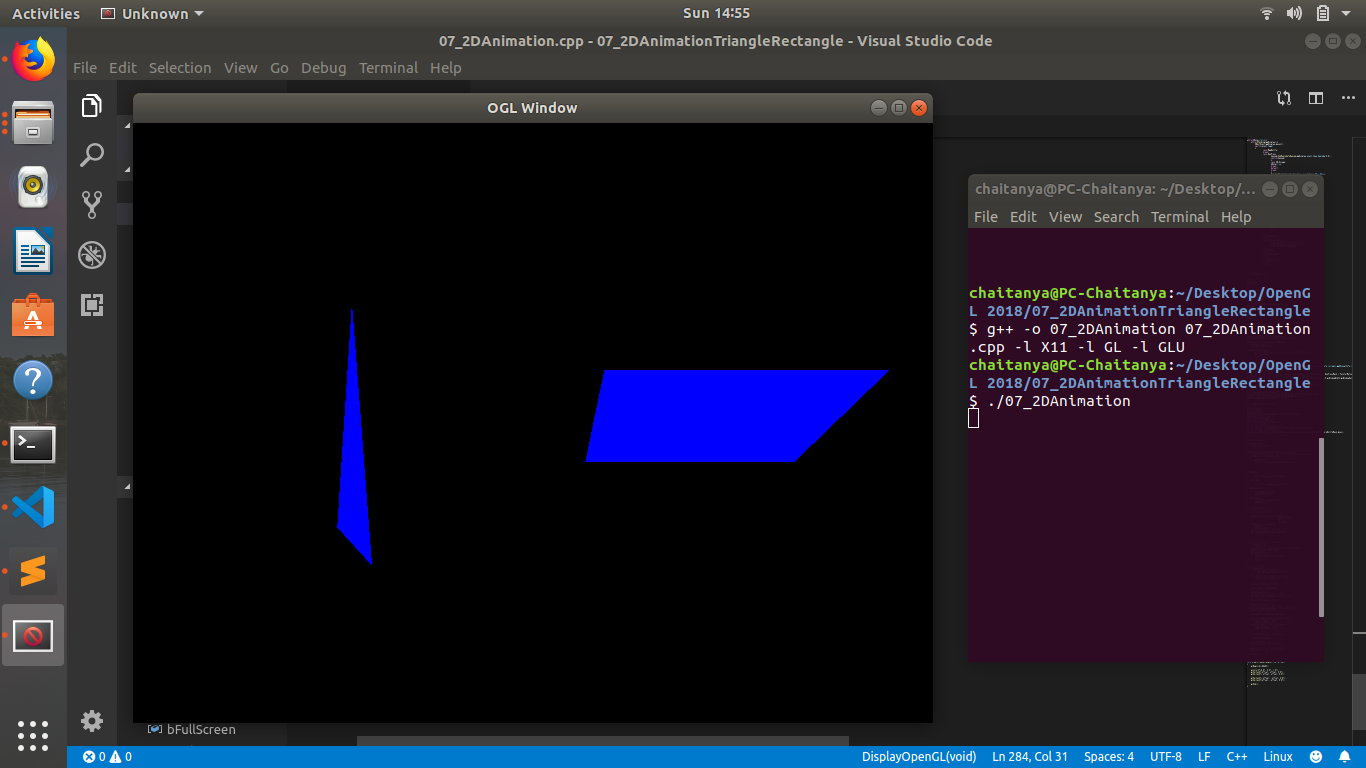 Activities Unknown Sun 14:55
07_2DAnimation.cpp - 07_2DAnimationTriangleRectangle - Visual Studio Code
File Edit Selection View Go Debug Terminal Help
OGL Window
chaitanya@PC-Chaitanya: ~/Desktop/...
File Edit View Search Terminal Help
chaitanya@PC-Chaitanya:~/Desktop/OpenG
L 2018/07_2DAnimationTriangleRectangle
$ g++ -o 07_2DAnimation 07_2DAnimation
.cpp -l X11 -l GL -l GLU
chaitanya@PC-Chaitanya:~/Desktop/OpenG
L 2018/07_2DAnimationTriangleRectangle
$ ./07_2DAnimation
bFullScreen
0 0 DisplayOpenGL(void) Ln 284, Col 31 Spaces: 4 UTF-8 LF C++ Linux